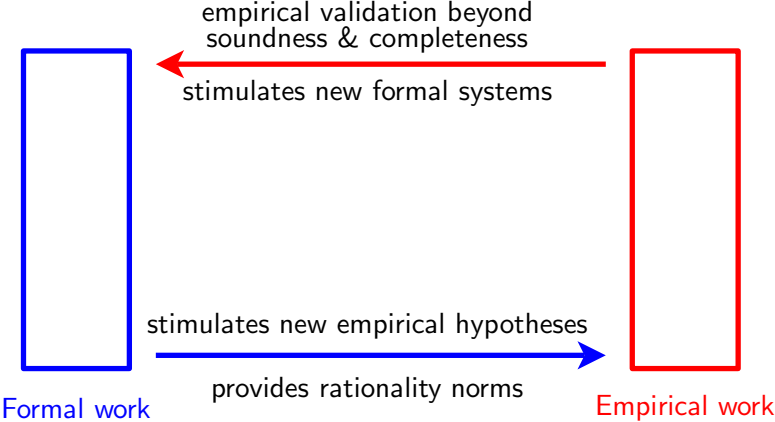 empirical validation beyond
soundness & completeness
stimulates new formal systems
stimulates new empirical hypotheses
provides rationality norms
Formal work
Empirical work